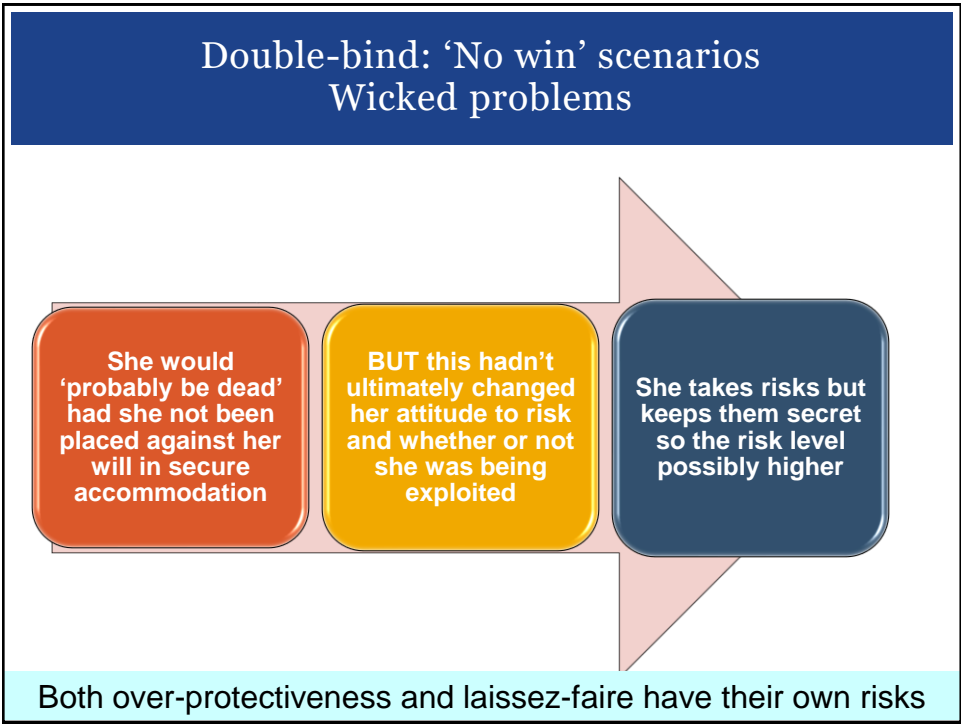 Double-bind: ‘No win’ scenarios
Wicked problems
She would
‘probably be dead’
had she not been
placed against her
will in secure
accommodation
BUT this hadn’t
ultimately changed
her attitude to risk
and whether or not
she was being
exploited
She takes risks but
keeps them secret
so the risk level
possibly higher
Both over-protectiveness and laissez-faire have their own risks